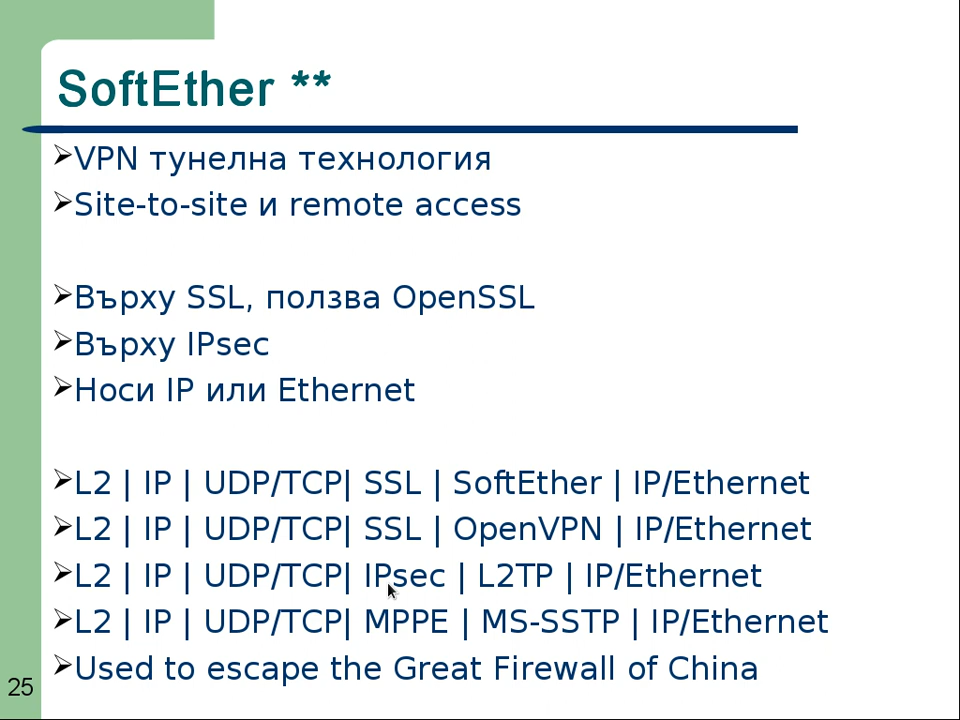 SoftEther **
➢VPN тунелна технология
➢Site-to-site и remote access
➢Върху SSL, ползва OpenSSL
➢Върху IPsec
➢Носи IP или Ethernet
➢L2 | IP | UDP/TCP| SSL | SoftEther | IP/Ethernet
➢L2 | IP | UDP/TCP| SSL | OpenVPN | IP/Ethernet
➢L2 | IP | UDP/TCP| IPsec | L2TP | IP/Ethernet
➢L2 | IP | UDP/TCP| MPPE | MS-SSTP | IP/Ethernet
➢Used to escape the Great Firewall of China
25